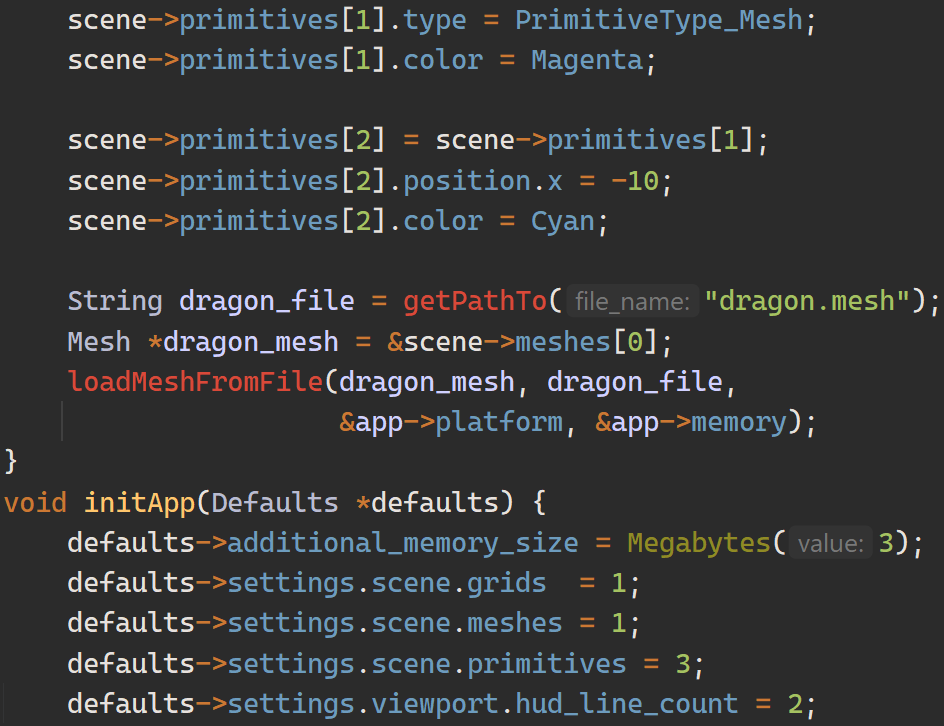 scene->primitives[1].type = PrimitiveType_Mesh;
scene->primitives[1].color = Magenta;
scene->primitives[2] = scene->primitives[1];
scene->primitives[2].position.x = -10;
scene->primitives[2].color = Cyan;
String dragon_file = getPathTo( file_name: "dragon.mesh");
Mesh *dragon_mesh = &scene->meshes[0];
loadMeshFromFile(dragon_mesh, dragon_file,
&app->platform, &app->memory);
}
void initApp(Defaults *defaults) {
defaults->additional_memory_size = Megabytes( value: 3);
defaults->settings.scene.grids  = 1;
defaults->settings.scene.meshes = 1;
defaults->settings.scene.primitives = 3;
defaults->settings.viewport.hud_line_count = 2;